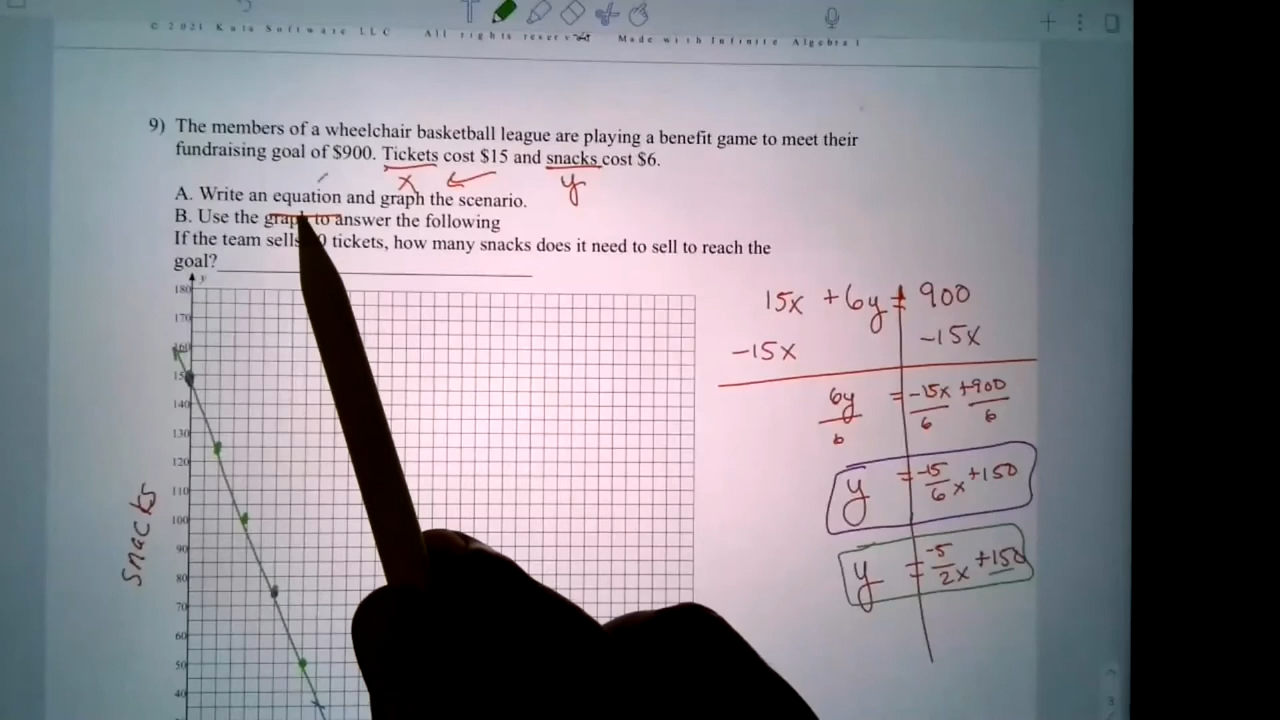 © 2021 Kuta Software LLC All rights reserved. Made with Infinite Algebra 1
9) The members of a wheelchair basketball league are playing a benefit game to meet their
fundraising goal of $900. Tickets cost $15 and snacks cost $6.
x y
A. Write an equation and graph the scenario.
B. Use the graph to answer the following
If the team sells tickets, how many snacks does it need to sell to reach the
goal?
y
180
170
160
150
140
130
120
110
100
90
80
70
60
50
40
snacks
15x + 6y = 900
-15x -15x
6y/6 = -15x/6 + 900/6
y = -15/6 x + 150
y = -5/2 x + 150
3